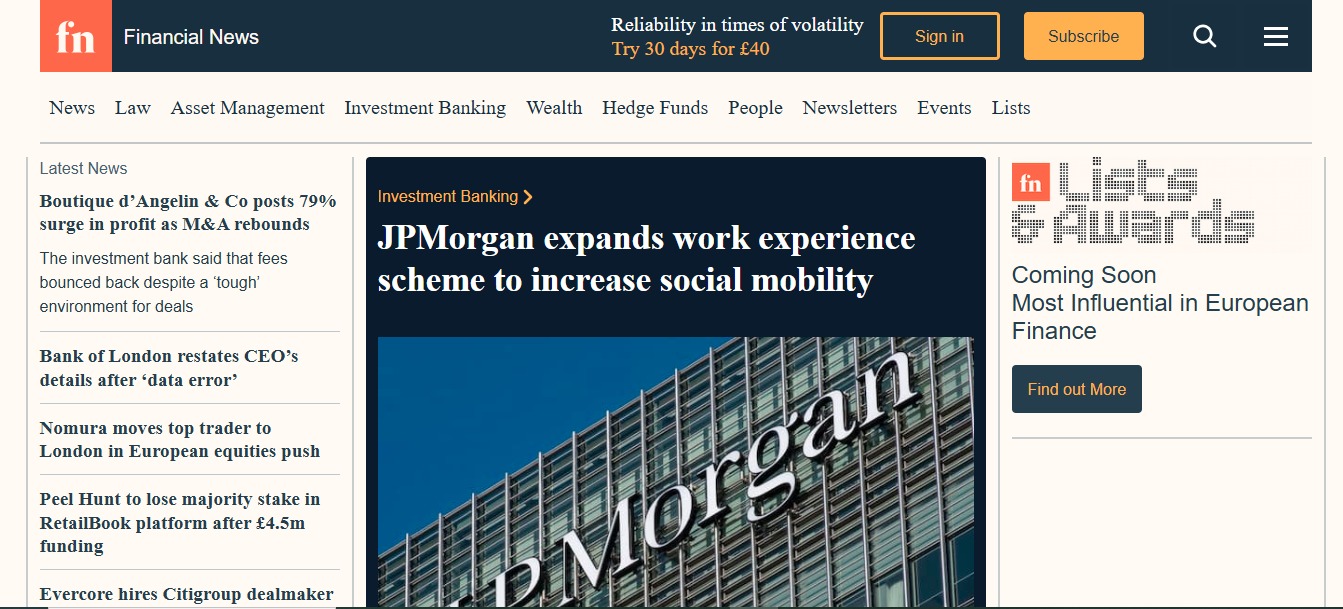 fn
Financial News
Reliability in times of volatility
Try 30 days for £40
Sign in
Subscribe
News
Law
Asset Management
Investment Banking
Wealth
Hedge Funds
People
Newsletters
Events
Lists
Latest News
Boutique d’Angelin & Co posts 79%
surge in profit as M&A rebounds
The investment bank said that fees
bounced back despite a ‘tough’
environment for deals
Bank of London restates CEO’s
details after ‘data error’
Nomura moves top trader to
London in European equities push
Peel Hunt to lose majority stake in
RetailBook platform after £4.5m
funding
Evercore hires Citigroup dealmaker
Investment Banking
JPMorgan expands work experience
scheme to increase social mobility
J.P.Morgan
fn Lists
& Awards
Coming Soon
Most Influential in European
Finance
Find out More